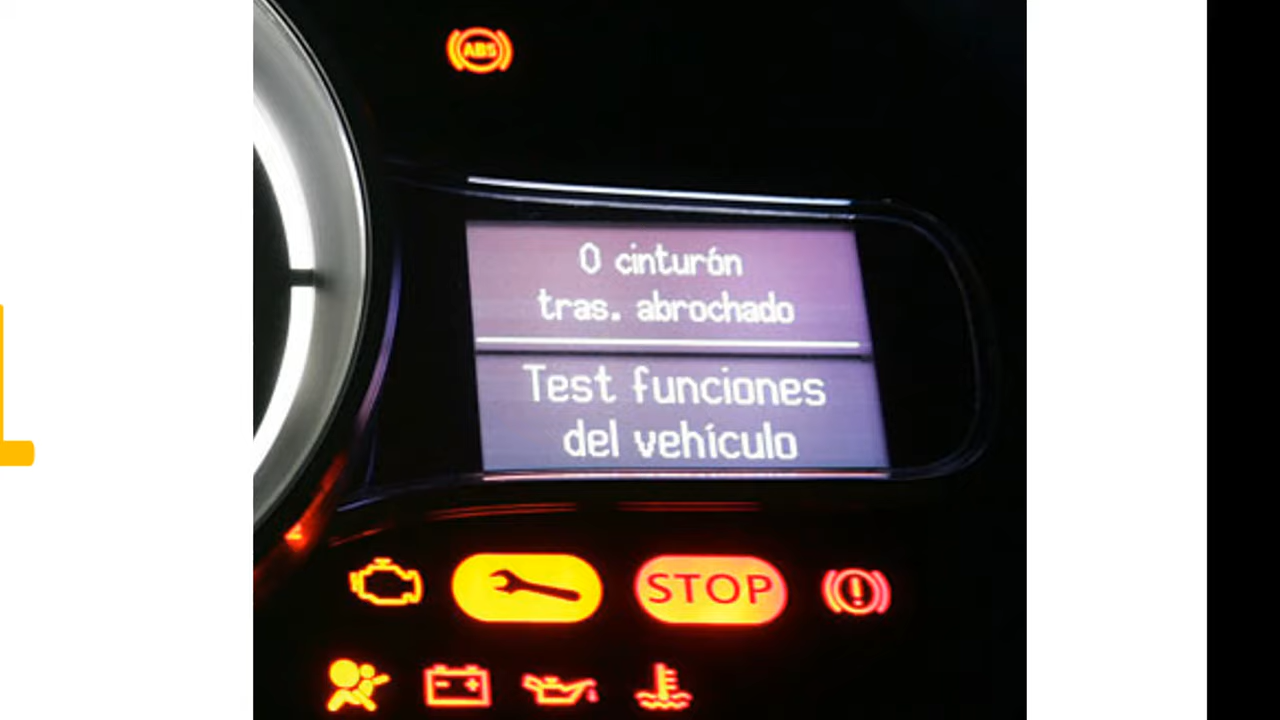 ABS
0 cinturón
tras. abrochado
Test funciones
del vehículo
STOP